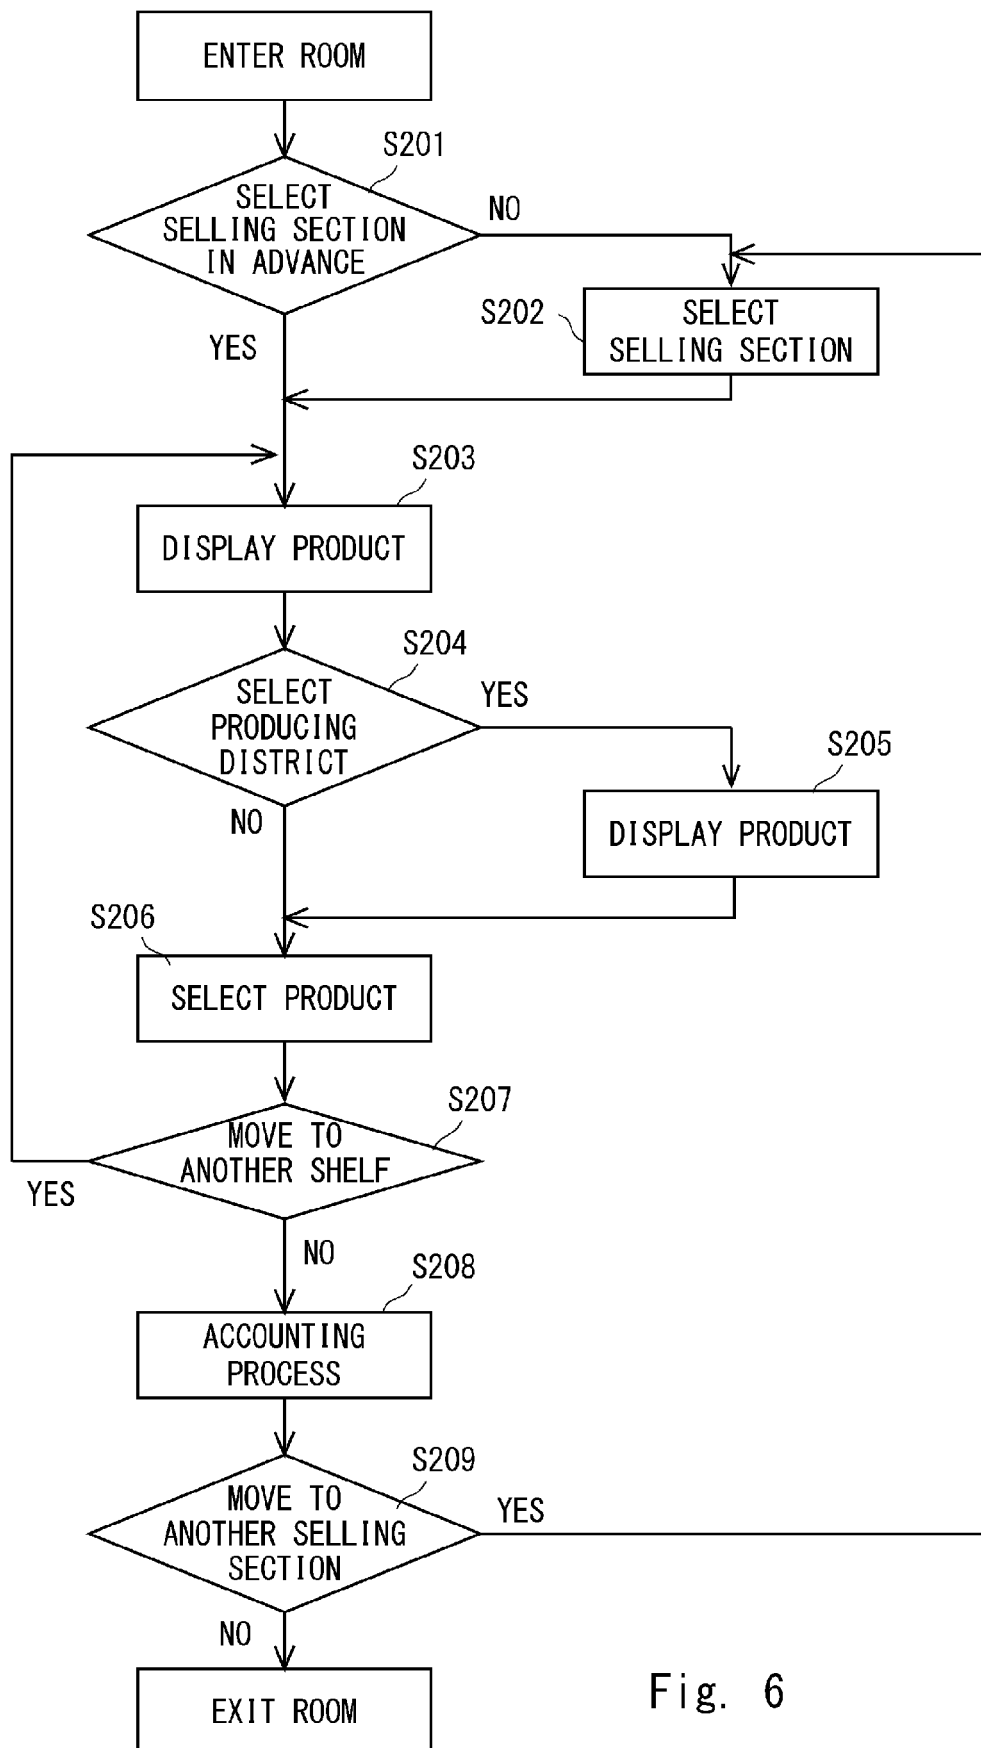 ENTER ROOM
S201
SELECT
SELLING SECTION
IN ADVANCE
NO
S202
SELECT
SELLING SECTION
YES
S203
DISPLAY PRODUCT
S204
SELECT
PRODUCING
DISTRICT
YES
S205
DISPLAY PRODUCT
NO
S206
SELECT PRODUCT
S207
MOVE TO
ANOTHER SHELF
YES
NO
S208
ACCOUNTING
PROCESS
S209
MOVE TO
ANOTHER SELLING
SECTION
YES
NO
EXIT ROOM
Fig. 6